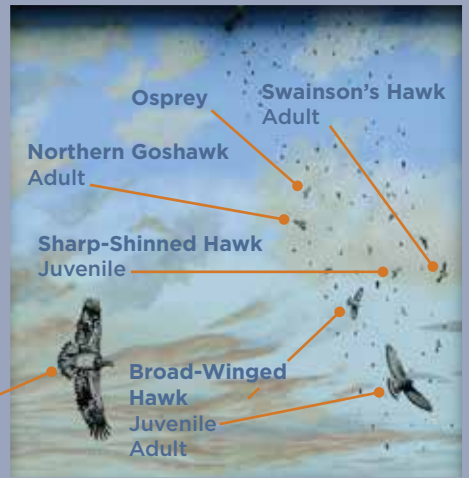 Osprey
Swainson's Hawk
Adult
Northern Goshawk
Adult
Sharp-Shinned Hawk
Juvenile
Broad-Winged
Hawk
Juvenile
Adult